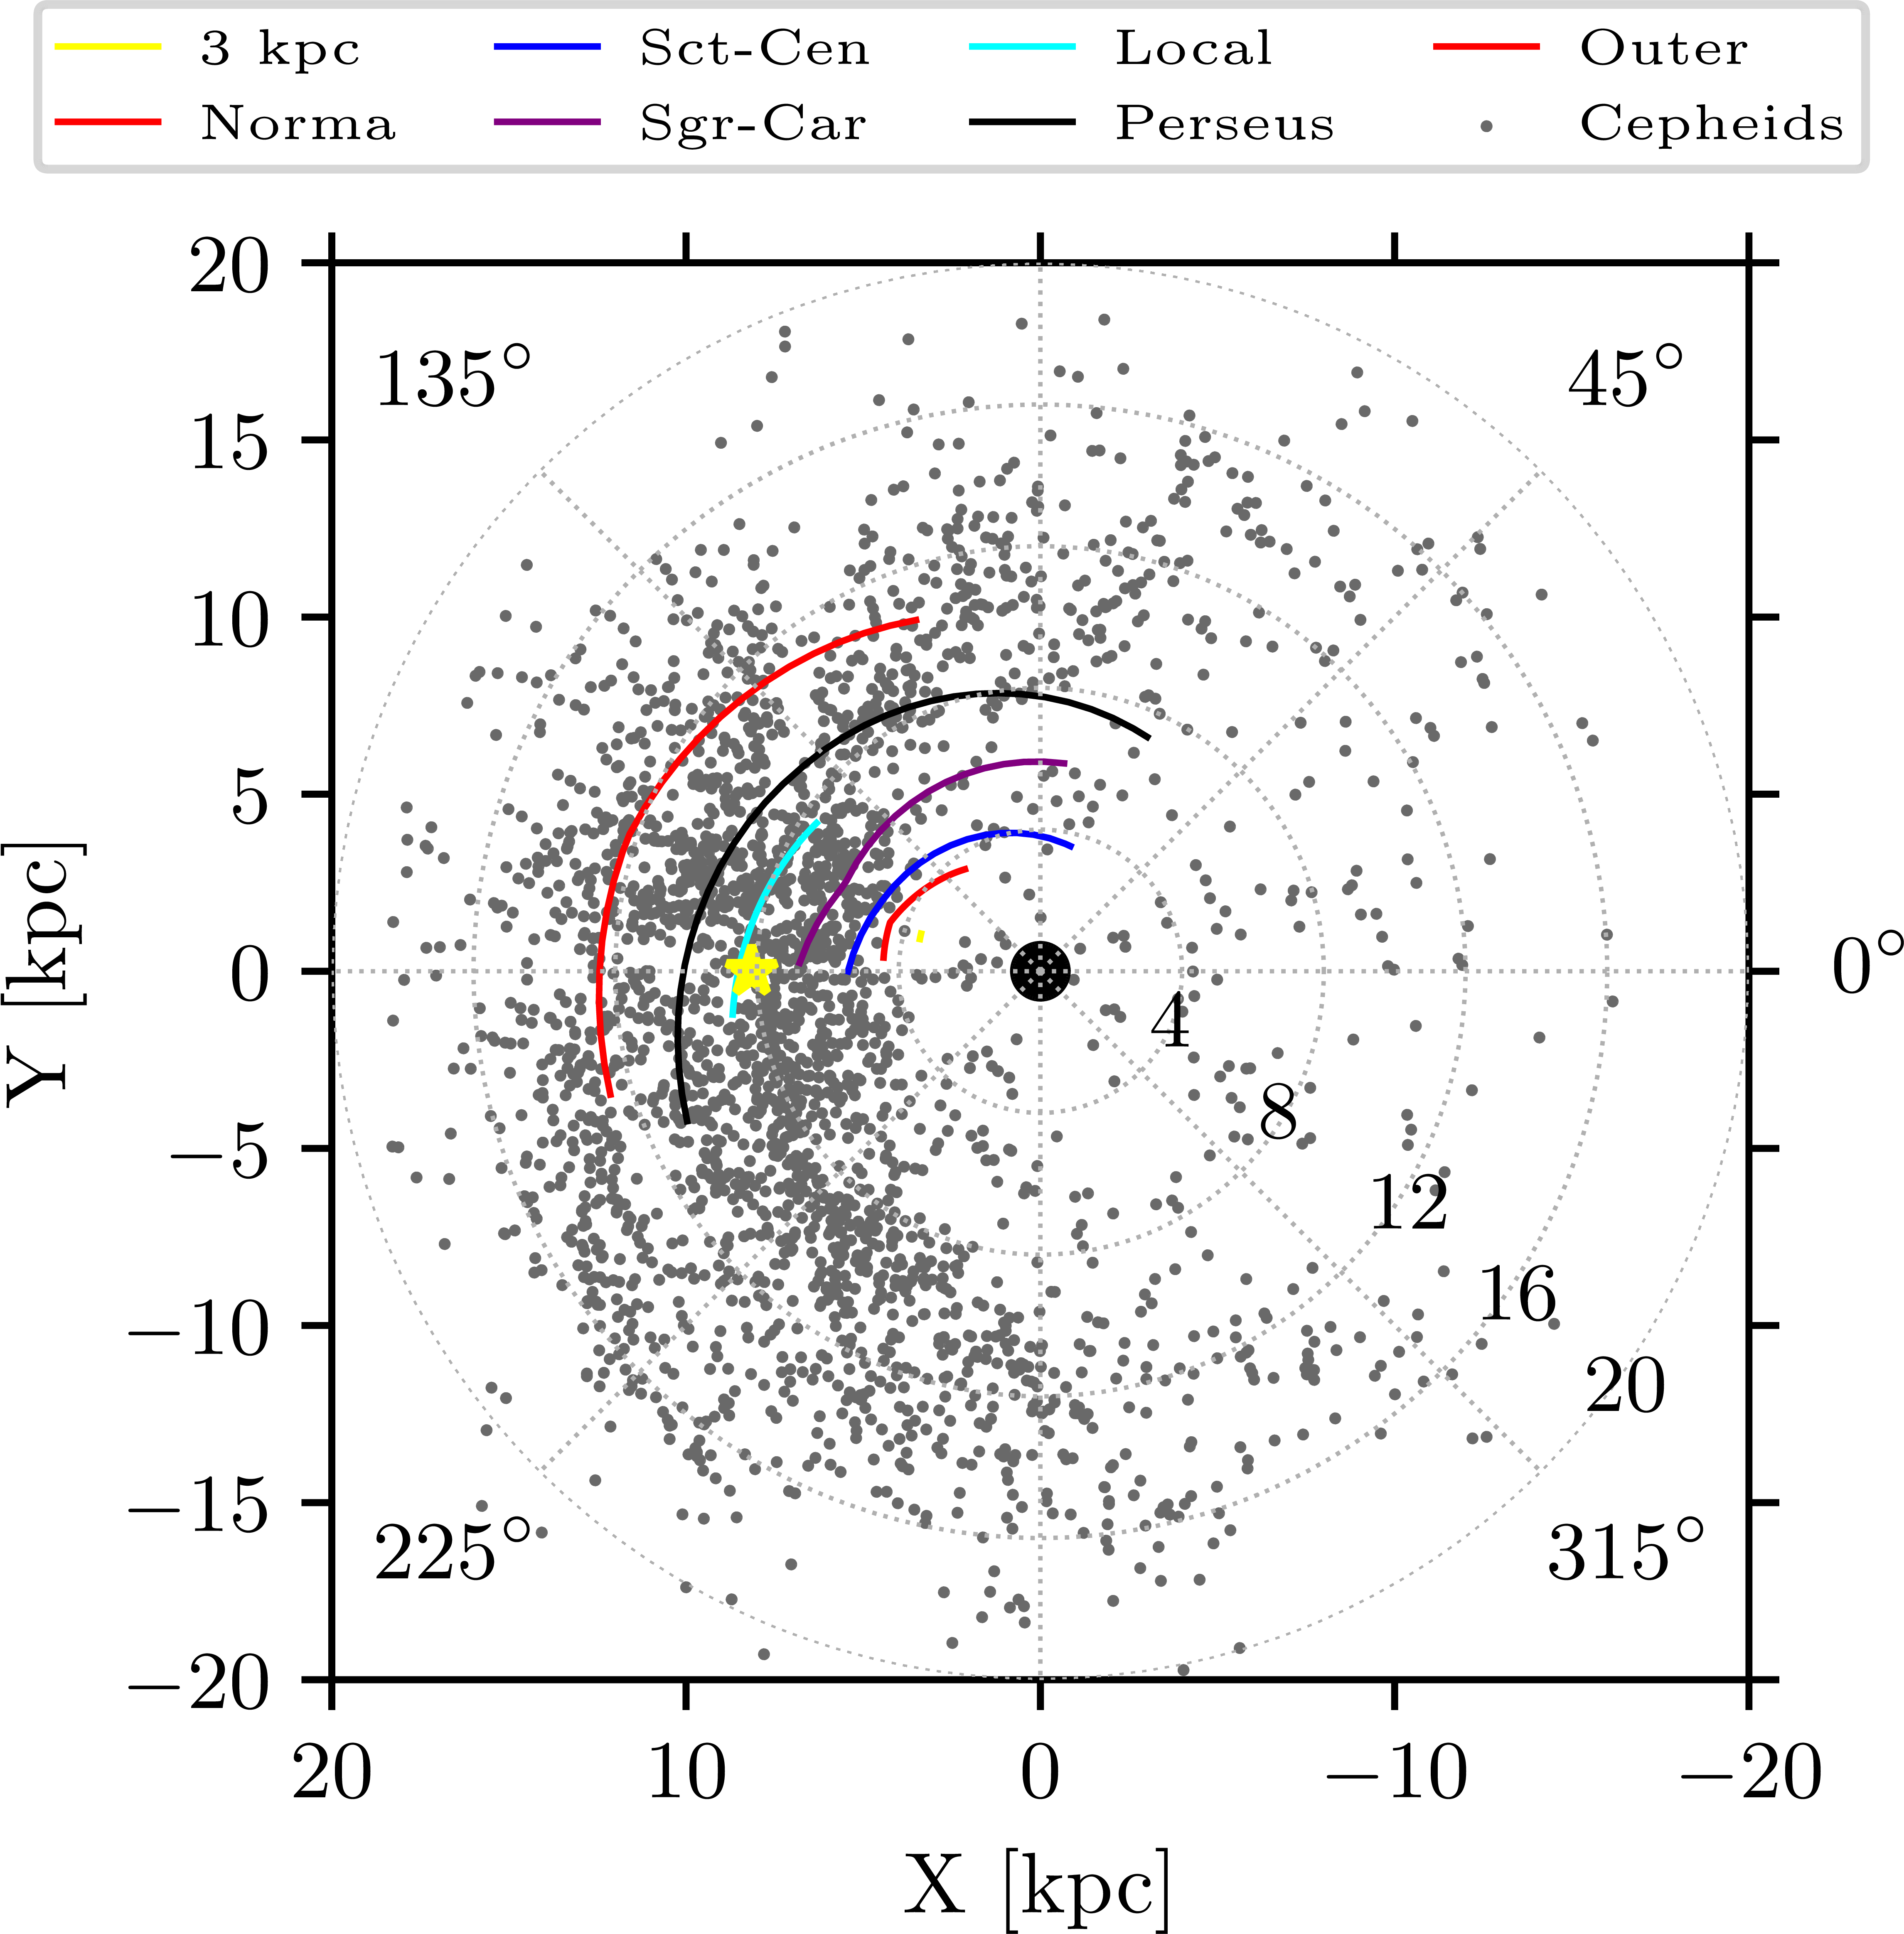 3 kpc Sct-Cen Local Outer
Norma Sgr-Car Perseus Cepheids
20
135° 45°
15
10
5
Y [kpc] 0 0°
4
−5 8
12
−10 16
20
−15
225° 315°
−20
20 10 0 −10 −20
X [kpc]